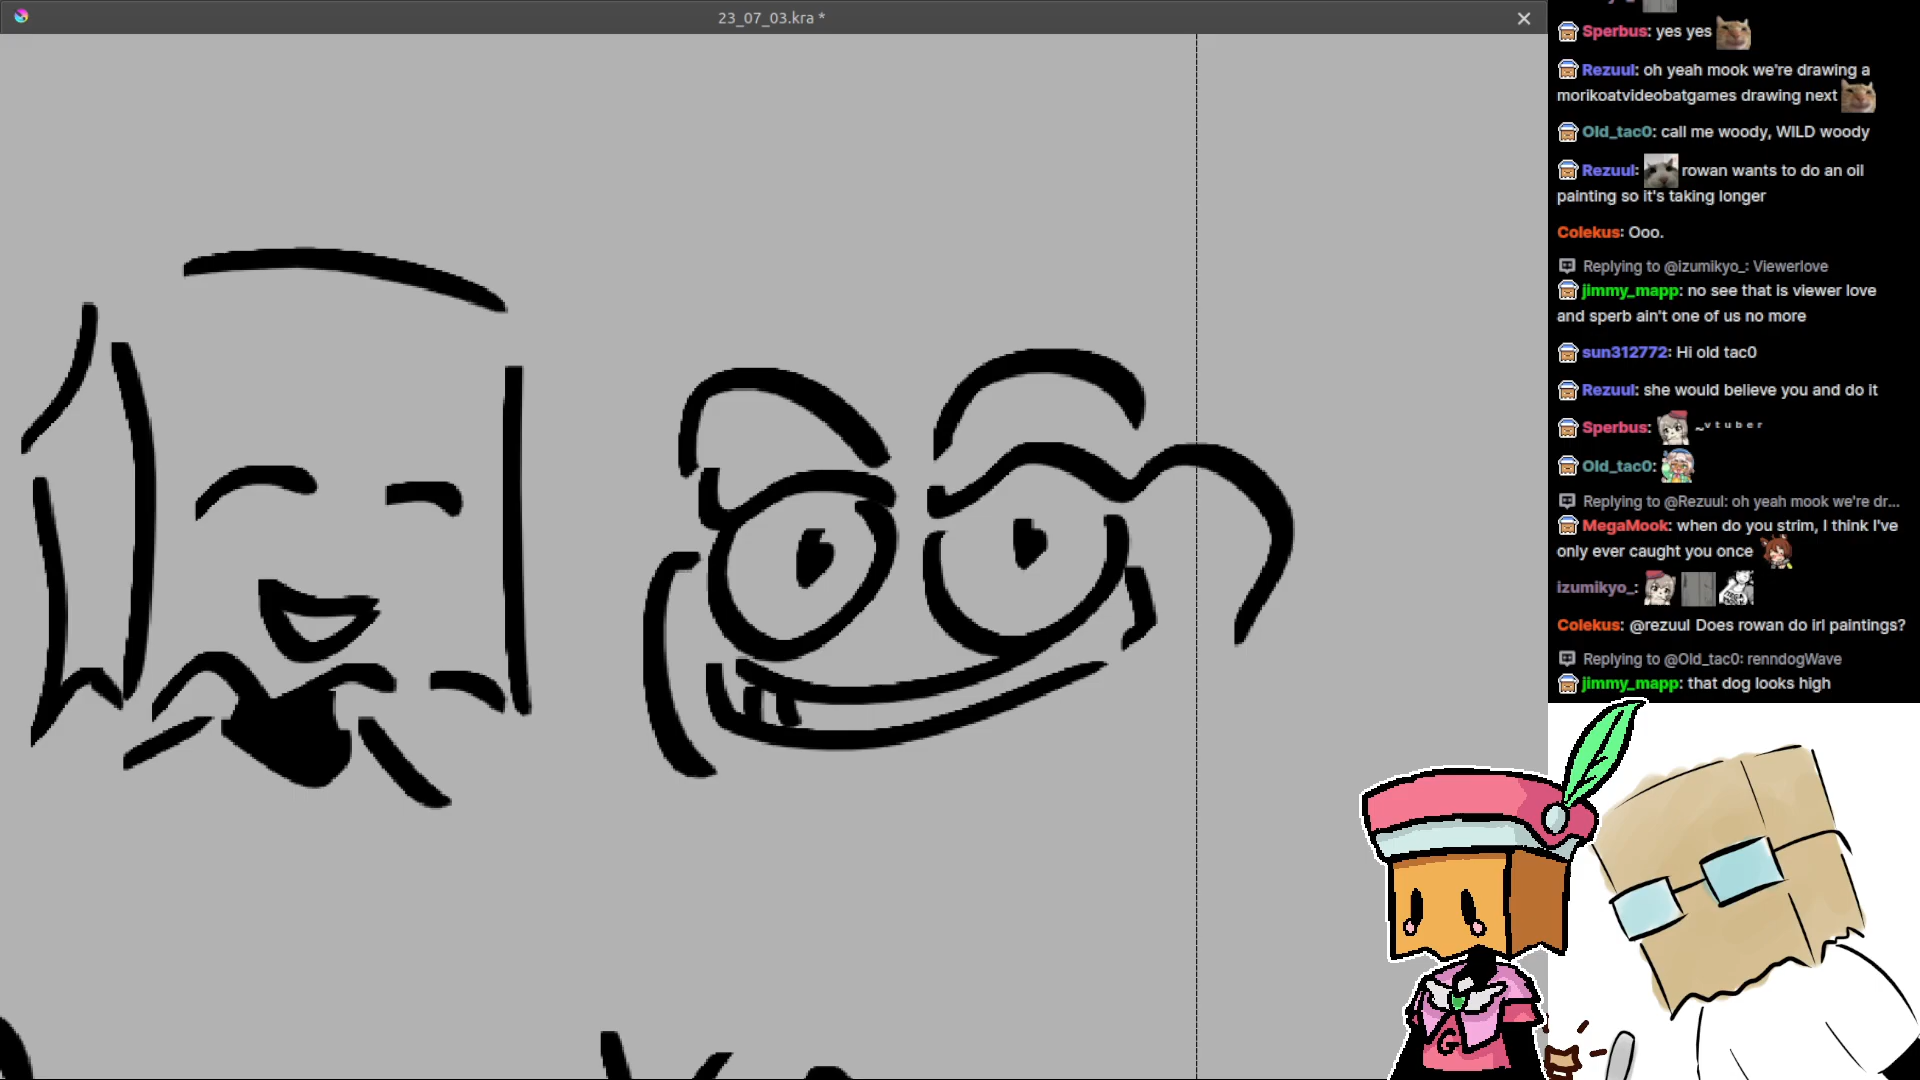 23_07_03.kra *
Sperbus: yes yes
Rezuul: oh yeah mook we're drawing a
morikoatvideobatgames drawing next
Old_tac0: call me woody, WILD woody
Rezuul: rowan wants to do an oil
painting so it's taking longer
Colekus: Ooo.
Replying to @izumikyo_: Viewerlove
jimmy_mapp: no see that is viewer love
and sperb ain't one of us no more
sun312772: Hi old tac0
Rezuul: she would believe you and do it
Sperbus: ~ᵛᵗᵘᵇᵉʳ
Old_tac0:
Replying to @Rezuul: oh yeah mook we're dr...
MegaMook: when do you strim, I think I've
only ever caught you once
izumikyo_:
Colekus: @rezuul Does rowan do irl paintings?
Replying to @Old_tac0: renndogWave
jimmy_mapp: that dog looks high
G